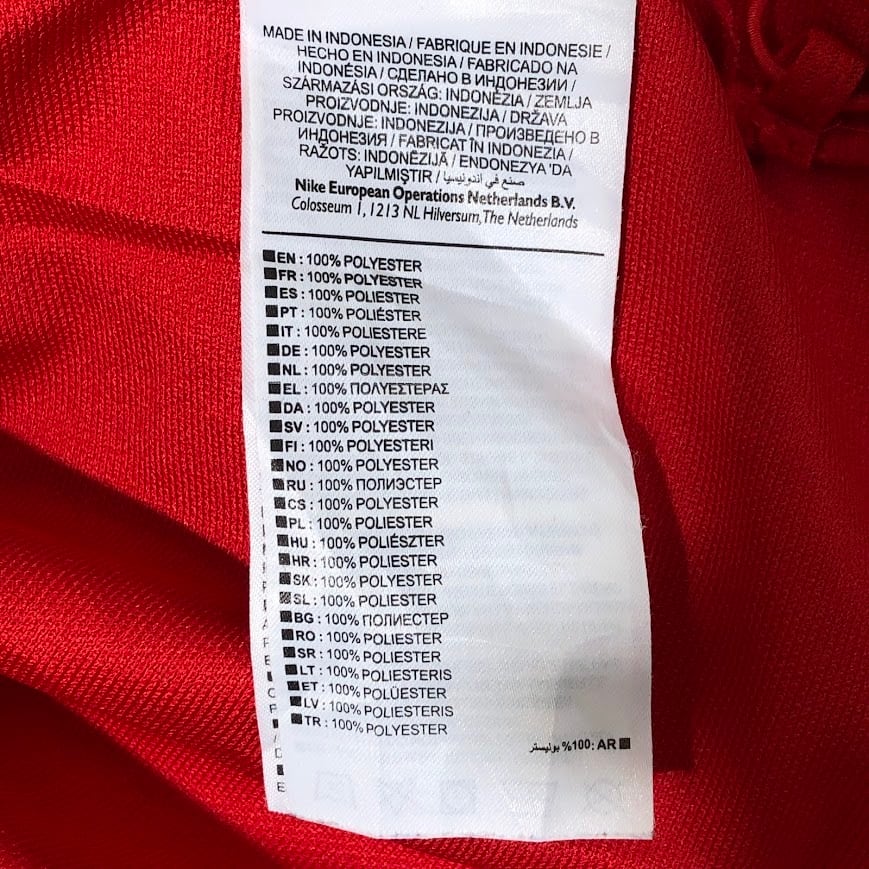 MADE IN INDONESIA / FABRIQUE EN INDONESIE /
HECHO EN INDONESIA / FABRICADO NA
INDONÉSIA / СДЕЛАНО В ИНДОНЕЗИИ /
SZÁRMAZÁSI ORSZÁG: INDONÉZIA / ZEMLJA
PROIZVODNJE: INDONEZIJA / DRŽAVA
PROIZVODNJE: INDONEZIJA / ПРОИЗВЕДЕНО В
ИНДОНЕЗИЯ / FABRICAT ÎN INDONEZIA /
RAŽOTS: INDONĒZIJĀ / ENDONEZYA 'DA
YAPILMIŞTIR / صنع في أندونيسيا
Nike European Operations Netherlands B.V.
Colosseum 1, 1213 NL Hilversum, The Netherlands
EN : 100% POLYESTER
FR : 100% POLYESTER
ES : 100% POLIESTER
PT : 100% POLIÉSTER
IT : 100% POLIESTERE
DE : 100% POLYESTER
NL : 100% POLYESTER
EL : 100% ΠΟΛΥΕΣΤΕΡΑΣ
DA : 100% POLYESTER
SV : 100% POLYESTER
FI : 100% POLYESTERI
NO : 100% POLYESTER
RU : 100% ПОЛИЭСТЕР
CS : 100% POLYESTER
PL : 100% POLIESTER
HU : 100% POLIÉSZTER
HR : 100% POLIESTER
SK : 100% POLYESTER
SL : 100% POLIESTER
BG : 100% ПОЛИЕСТЕР
RO : 100% POLIESTER
SR : 100% POLIESTER
LT : 100% POLIESTERIS
ET : 100% POLÜESTER
LV : 100% POLIESTERIS
TR : 100% POLYESTER
AR :100% بوليستر